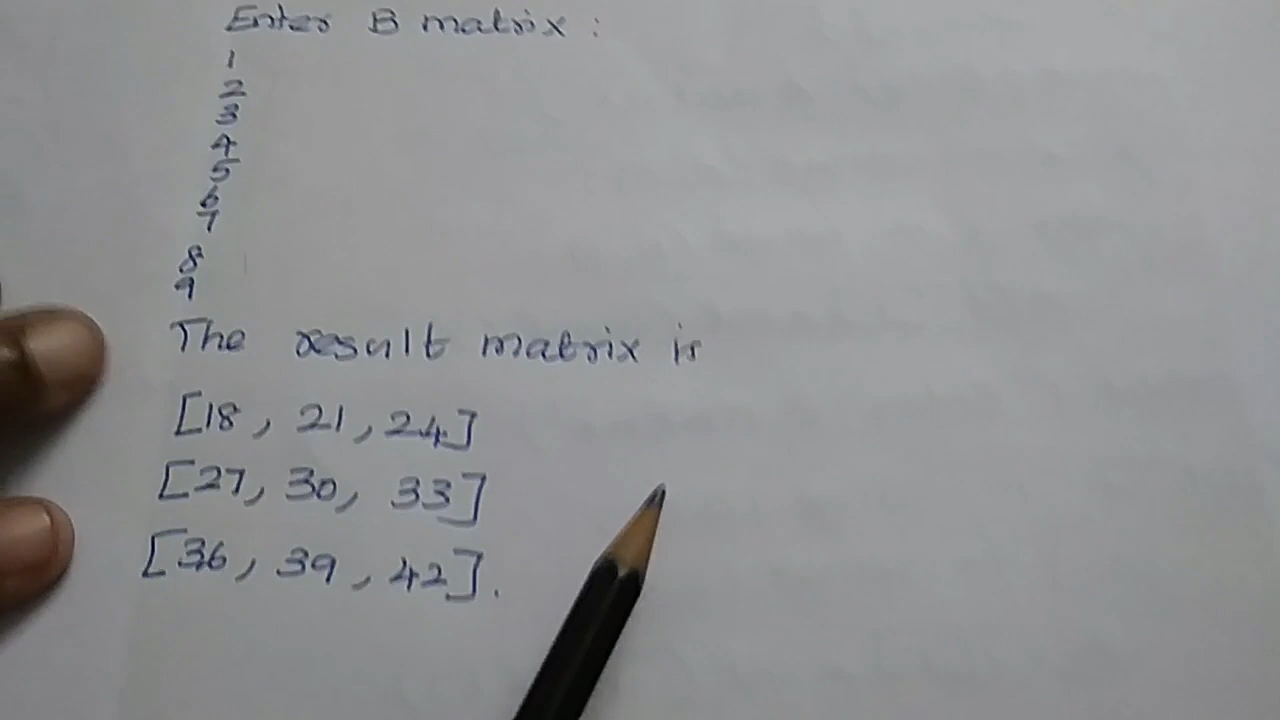 Enter B matrix :
1
2
3
4
5
6
7
8
9
The result matrix is
[18, 21, 24]
[27, 30, 33]
[36, 39, 42].